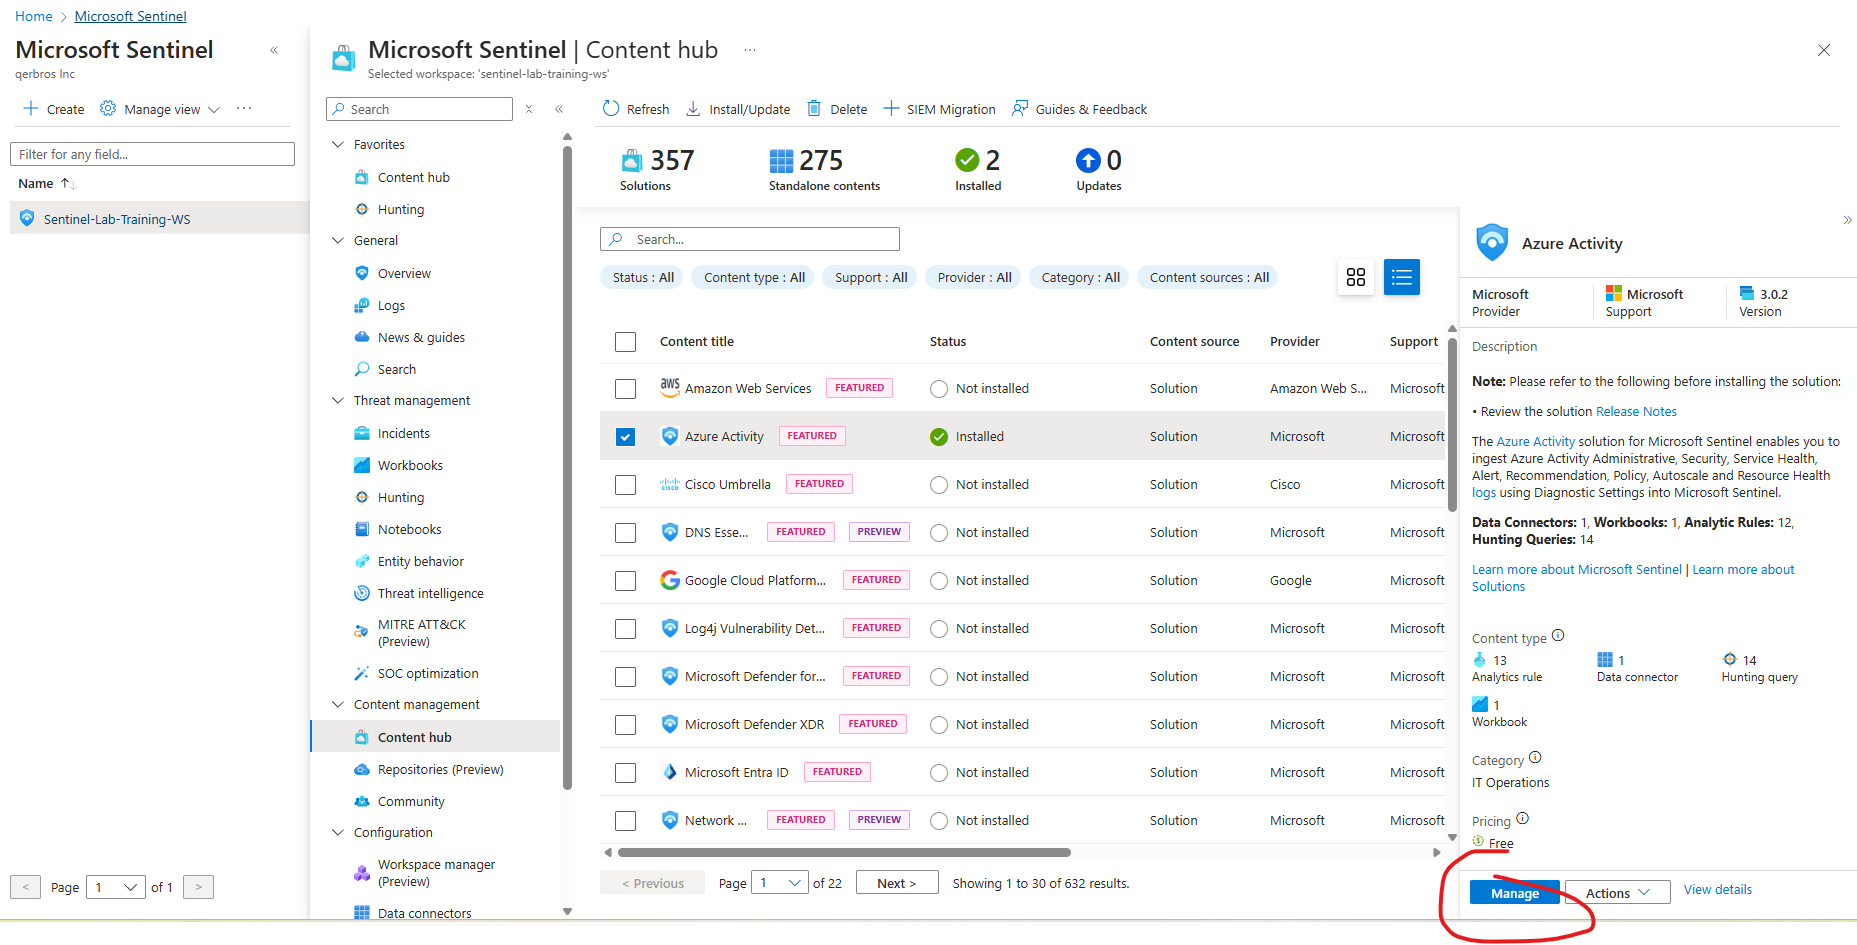 Home > Microsoft Sentinel
Microsoft Sentinel «
qerbros Inc
+ Create Manage view ···
Filter for any field...
Name ↑↓
Sentinel-Lab-Training-WS
< Page 1 of 1 >
Microsoft Sentinel | Content hub ···
Selected workspace: 'sentinel-lab-training-ws'
Search
Favorites
Content hub
Hunting
General
Overview
Logs
News & guides
Search
Threat management
Incidents
Workbooks
Hunting
Notebooks
Entity behavior
Threat intelligence
MITRE ATT&CK
(Preview)
SOC optimization
Content management
Content hub
Repositories (Preview)
Community
Configuration
Workspace manager
(Preview)
Data connectors
Refresh Install/Update Delete SIEM Migration Guides & Feedback
357 275 2 0
Solutions Standalone contents Installed Updates
Search...
Status : All Content type : All Support : All Provider : All Category : All Content sources : All
Content title Status Content source Provider Support
aws Amazon Web Services FEATURED Not installed Solution Amazon Web S... Microsoft
Azure Activity FEATURED Installed Solution Microsoft Microsoft
cisco Cisco Umbrella FEATURED Not installed Solution Cisco Microsoft
DNS Esse... FEATURED PREVIEW Not installed Solution Microsoft Microsoft
Google Cloud Platform... FEATURED Not installed Solution Google Microsoft
Log4j Vulnerability Det... FEATURED Not installed Solution Microsoft Microsoft
Microsoft Defender for... FEATURED Not installed Solution Microsoft Microsoft
Microsoft Defender XDR FEATURED Not installed Solution Microsoft Microsoft
Microsoft Entra ID FEATURED Not installed Solution Microsoft Microsoft
Network ... FEATURED PREVIEW Not installed Solution Microsoft Microsoft
< Previous Page 1 of 22 Next > Showing 1 to 30 of 632 results.
»
Azure Activity
Microsoft Microsoft 3.0.2
Provider Support Version
Description
Note: Please refer to the following before installing the solution:
• Review the solution Release Notes
The Azure Activity solution for Microsoft Sentinel enables you to
ingest Azure Activity Administrative, Security, Service Health,
Alert, Recommendation, Policy, Autoscale and Resource Health
logs using Diagnostic Settings into Microsoft Sentinel.
Data Connectors: 1, Workbooks: 1, Analytic Rules: 12,
Hunting Queries: 14
Learn more about Microsoft Sentinel | Learn more about
Solutions
Content type
13 1 14
Analytics rule Data connector Hunting query
1
Workbook
Category
IT Operations
Pricing
Free
Manage Actions View details